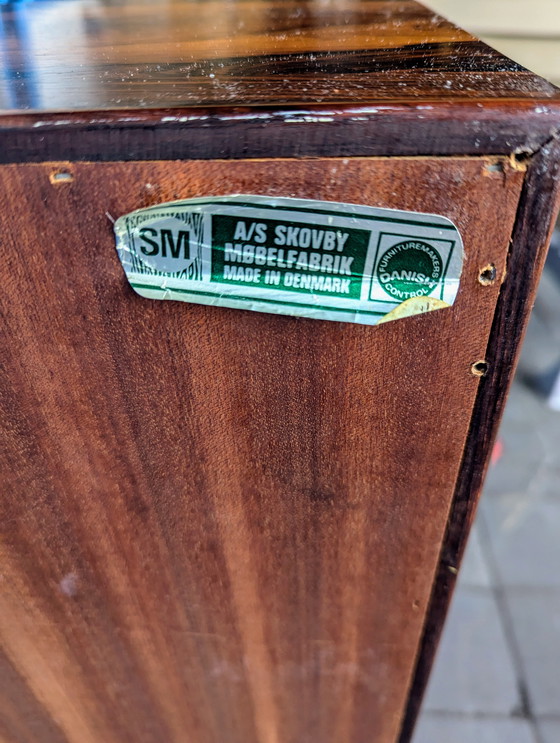 SM
A/S SKOVBY
MØBELFABRIK
MADE IN DENMARK
FURNITUREMAKERS
DANISH
CONTROL